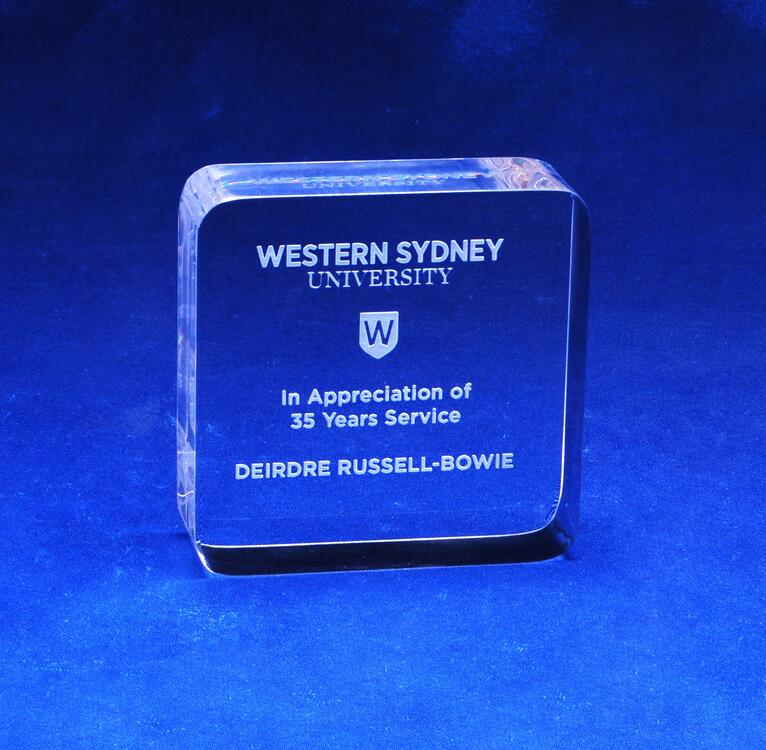 WESTERN SYDNEY
UNIVERSITY
W
In Appreciation of
35 Years Service
DEIRDRE RUSSELL-BOWIE